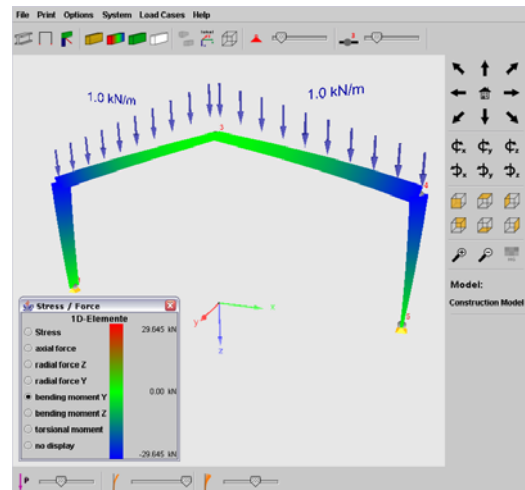 File Print Options System Load Cases Help
1.0 kN/m
1.0 kN/m
3
4
5
x
y
z
Stress / Force
1D-Elemente
Stress
axial force
radial force Z
radial force Y
bending moment Y
bending moment Z
torsional moment
no display
29.645 kN
0.00 kN
-29.645 kN
x
y
z
x
y
z
Model:
Construction Model
P